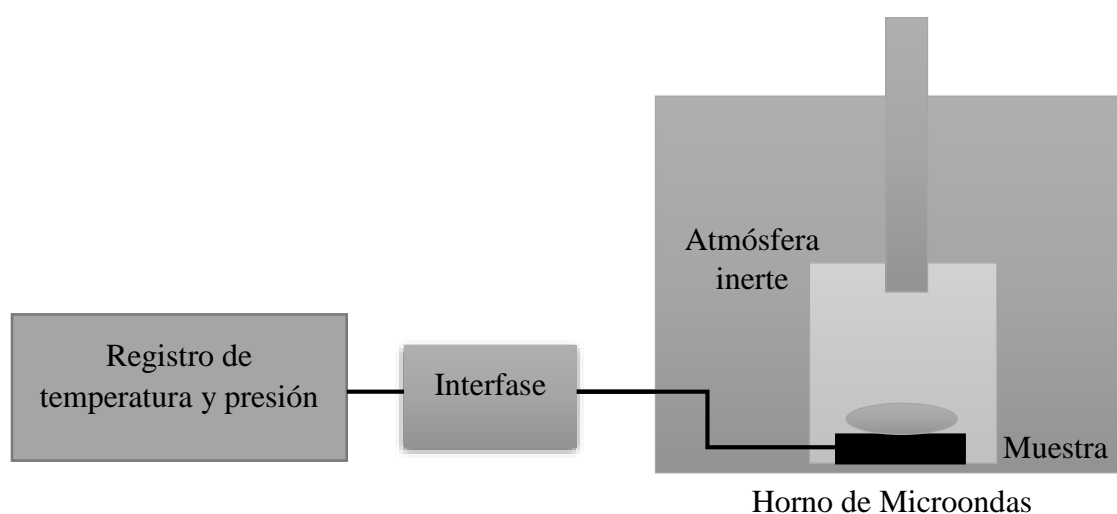 Atmósfera
inerte
Registro de
temperatura y presión
Interfase
Muestra
Horno de Microondas